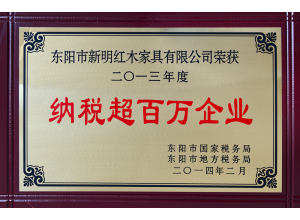 东阳市新明红木家具有限公司荣获
二〇一三年度
纳税超百万企业
东阳市国家税务局
东阳市地方税务局
二〇一四年二月